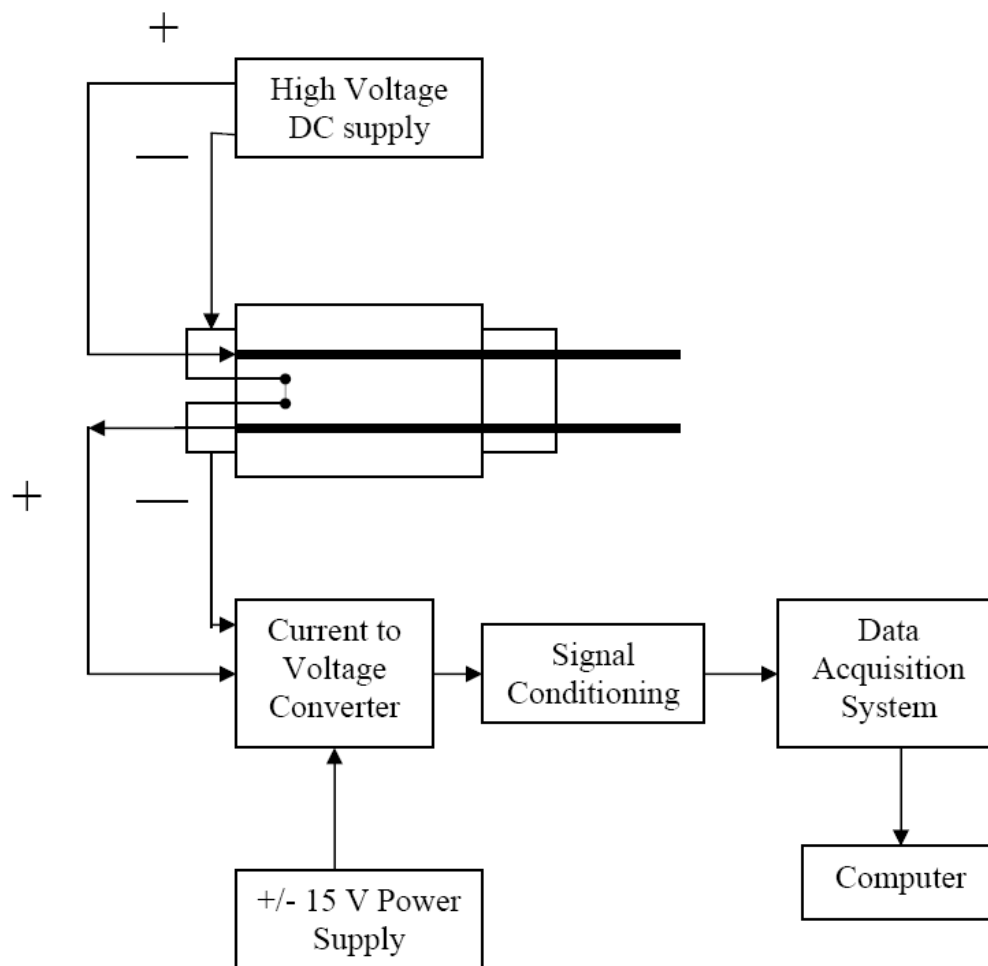 +
High Voltage
DC supply
—
+
—
Current to
Voltage
Converter
Signal
Conditioning
Data
Acquisition
System
Computer
+/- 15 V Power
Supply